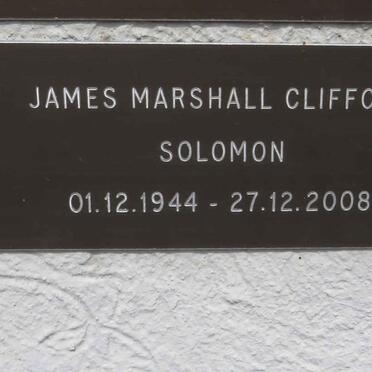 JAMES MARSHALL CLIFFO
SOLOMON
01.12.1944 - 27.12.2008